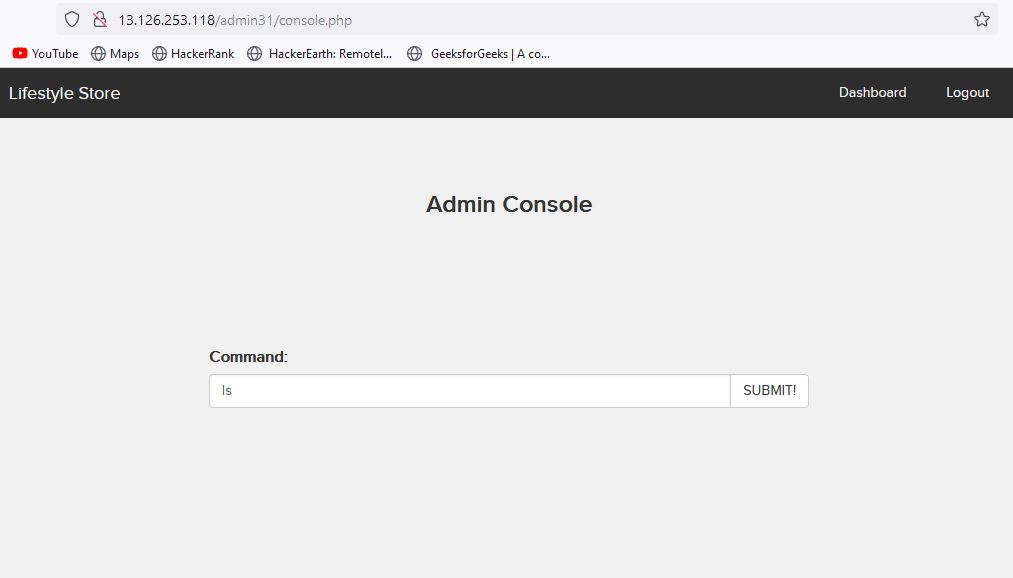 13.126.253.118/admin31/console.php
YouTube Maps HackerRank HackerEarth: Remotel... GeeksforGeeks | A co...
Lifestyle Store Dashboard Logout
Admin Console
Command:
ls SUBMIT!